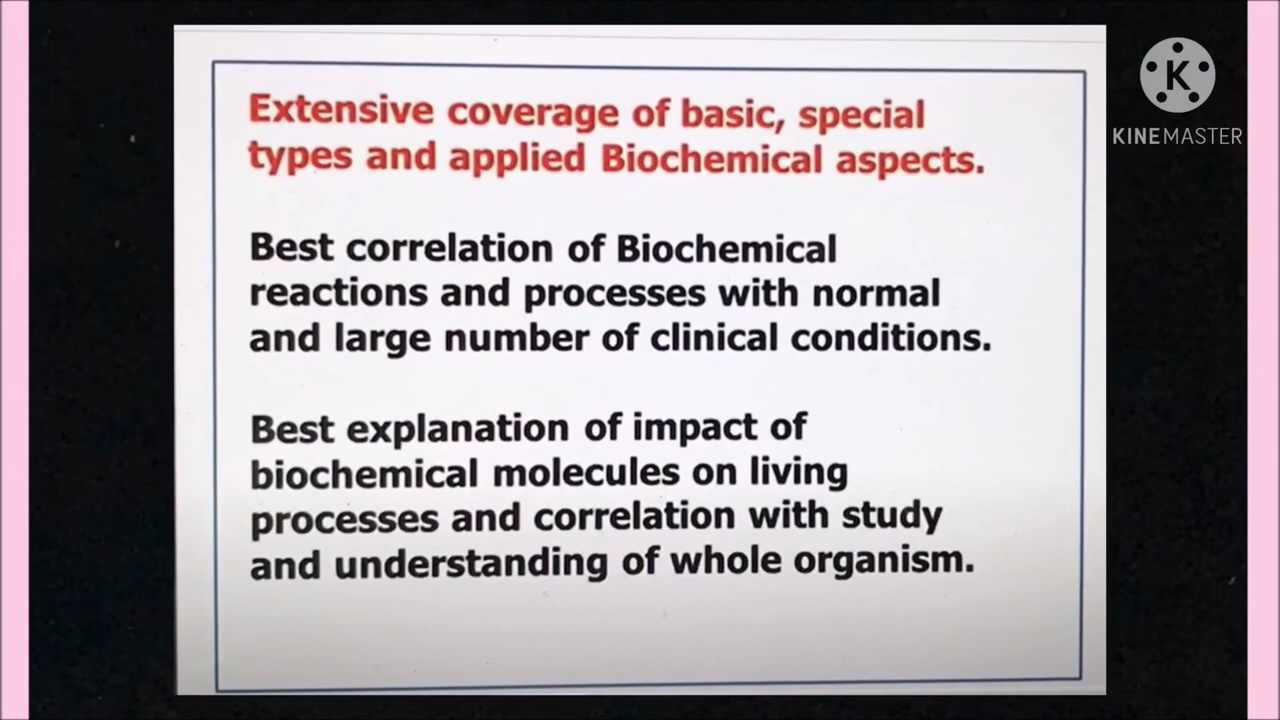 Extensive coverage of basic, special
types and applied Biochemical aspects.
Best correlation of Biochemical
reactions and processes with normal
and large number of clinical conditions.
Best explanation of impact of
biochemical molecules on living
processes and correlation with study
and understanding of whole organism.
K
KINEMASTER